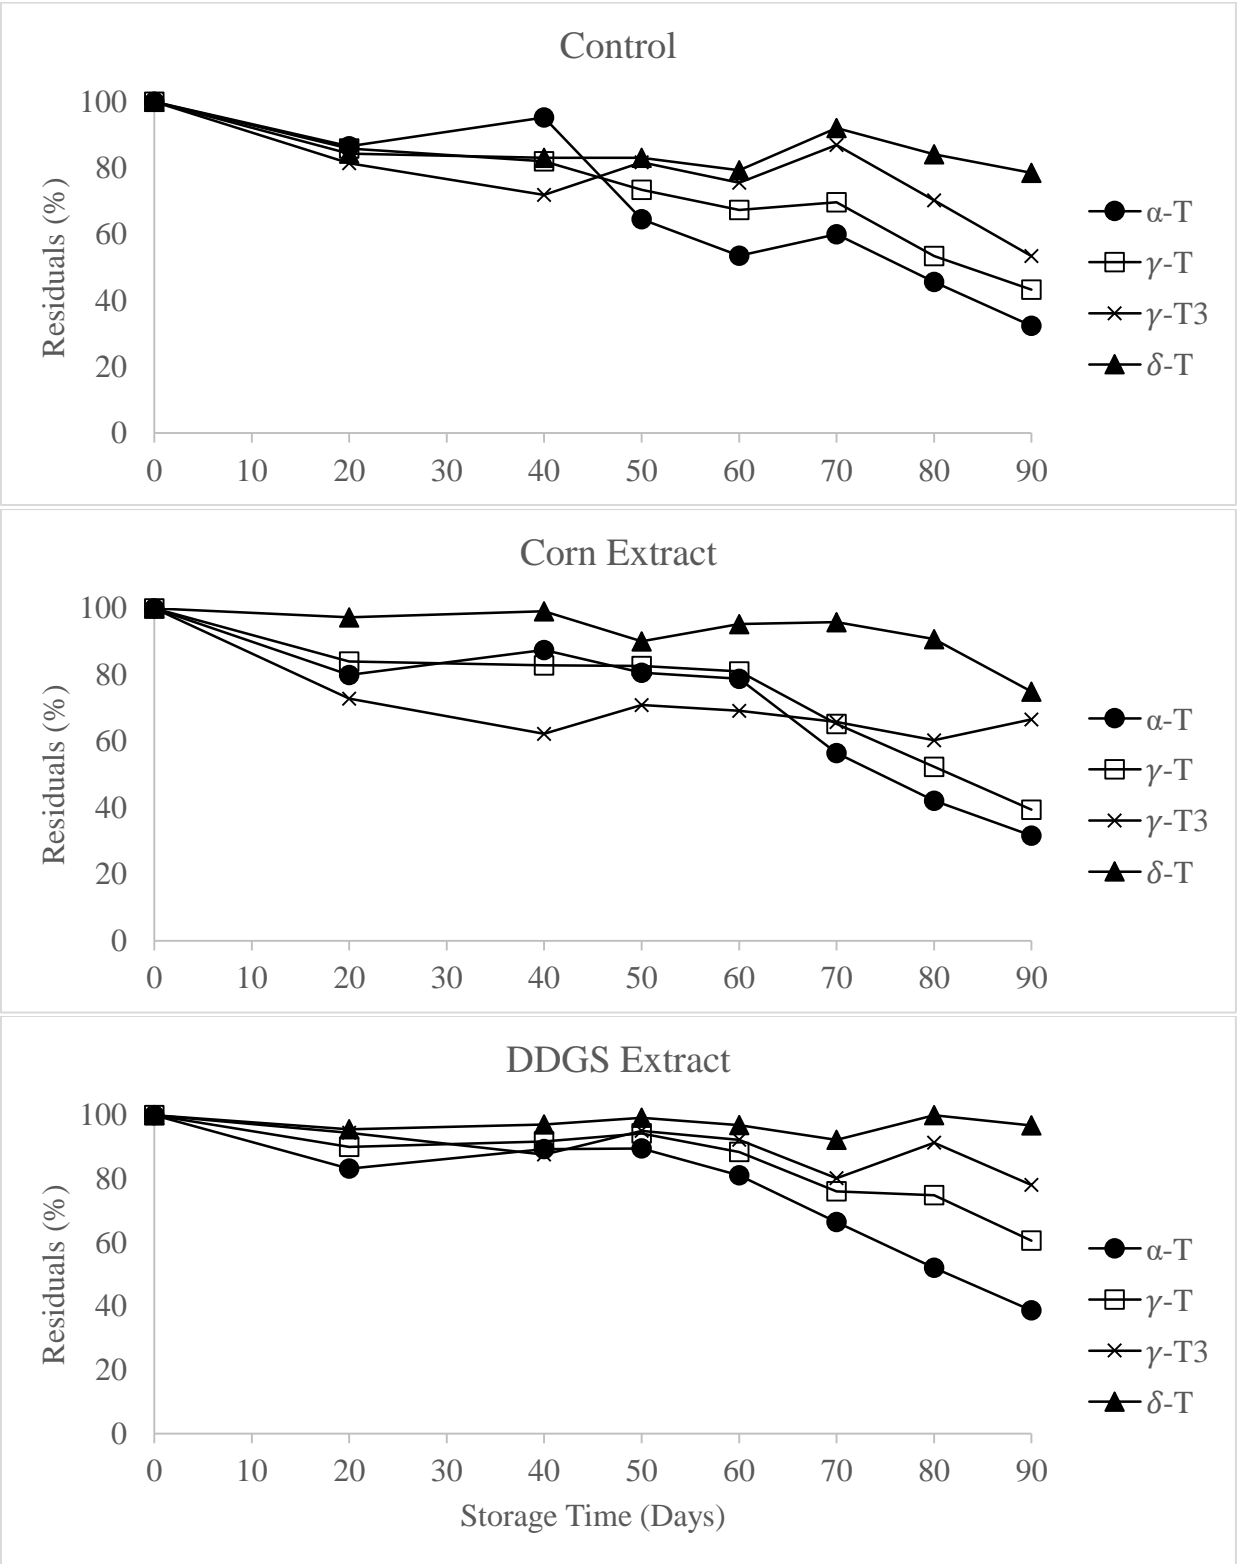 Control
Residuals (%)
100
80
60
40
20
0
0 10 20 30 40 50 60 70 80 90
α-T
γ-T
γ-T3
δ-T
Corn Extract
Residuals (%)
100
80
60
40
20
0
0 10 20 30 40 50 60 70 80 90
α-T
γ-T
γ-T3
δ-T
DDGS Extract
Residuals (%)
100
80
60
40
20
0
0 10 20 30 40 50 60 70 80 90
Storage Time (Days)
α-T
γ-T
γ-T3
δ-T